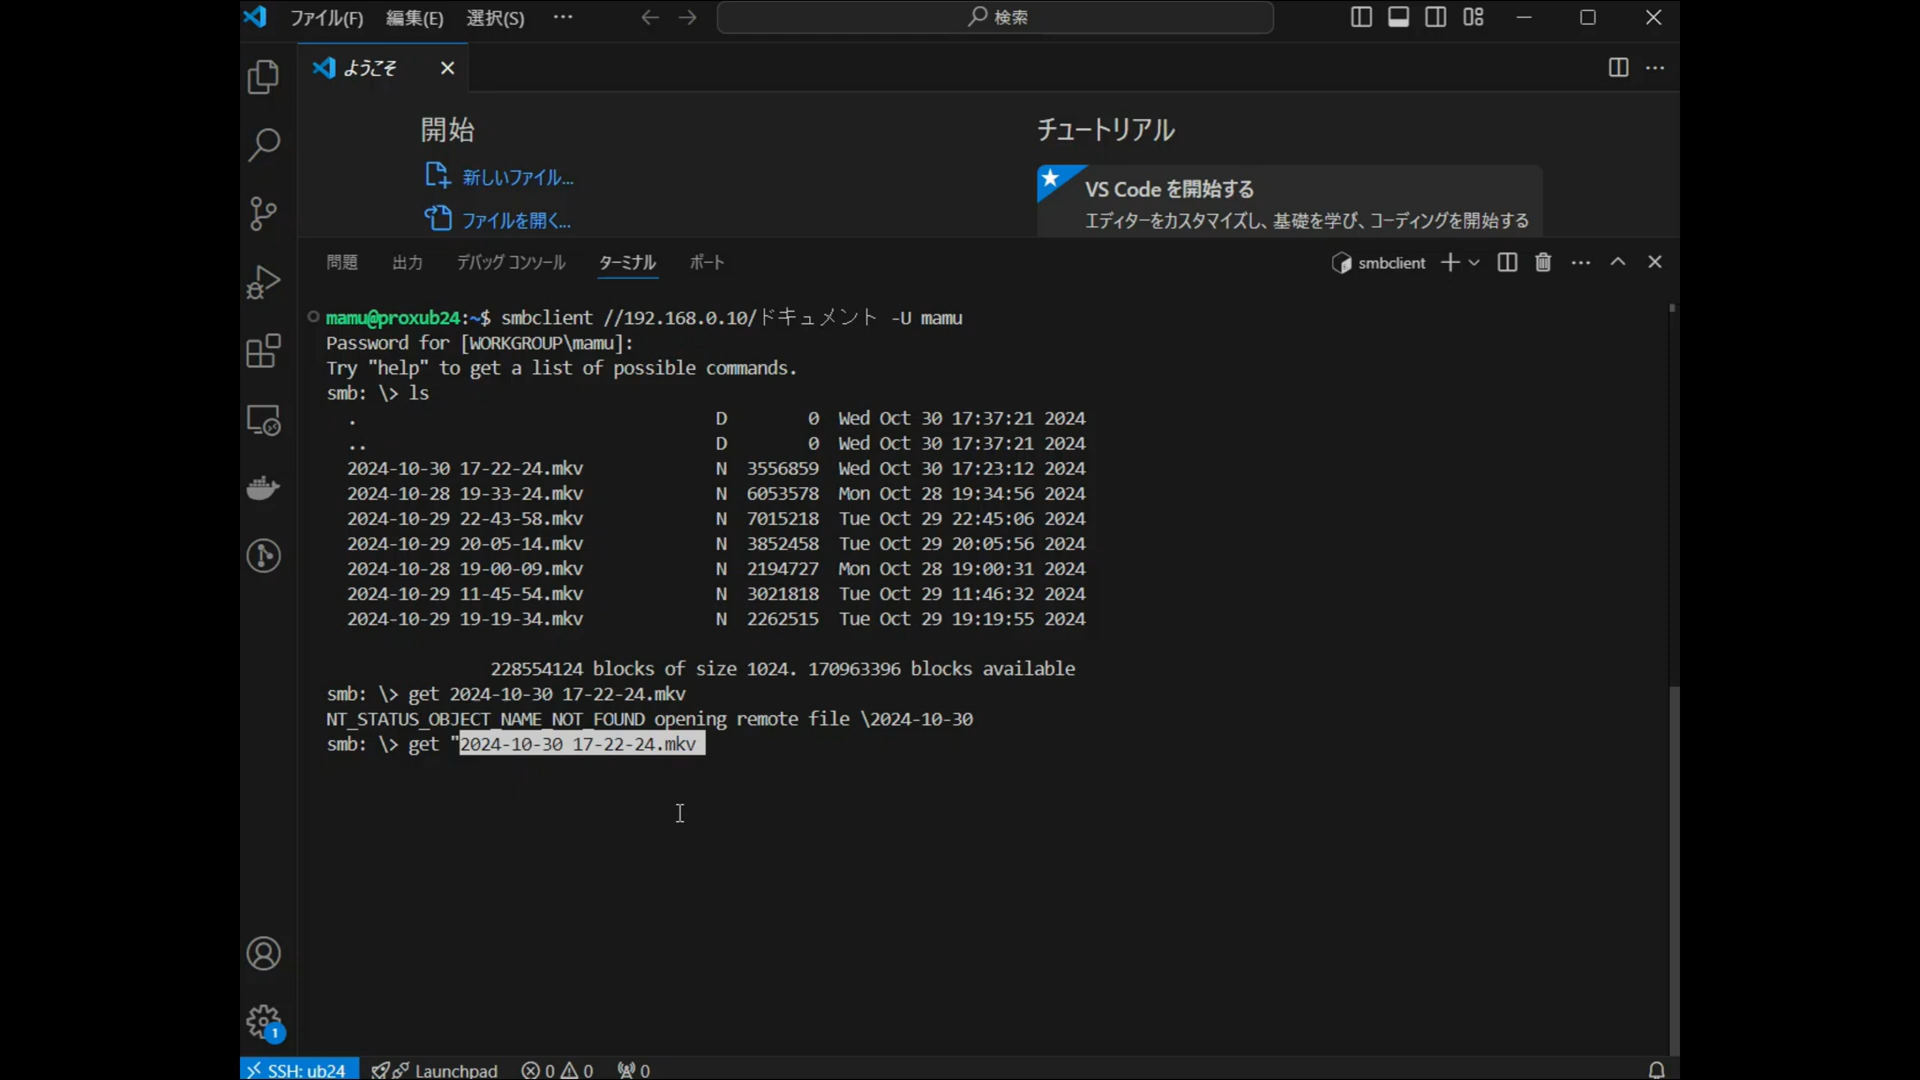 ファイル(F) 編集(E) 選択(S) ··· 検索
ようこそ
開始
新しいファイル...
ファイルを開く...
チュートリアル
VS Code を開始する
エディターをカスタマイズし、基礎を学び、コーディングを開始する
問題 出力 デバッグ コンソール ターミナル ポート smbclient
mamu@proxub24:~$ smbclient //192.168.0.10/ドキュメント -U mamu
Password for [WORKGROUP\mamu]:
Try "help" to get a list of possible commands.
smb: \> ls
. D 0 Wed Oct 30 17:37:21 2024
.. D 0 Wed Oct 30 17:37:21 2024
2024-10-30 17-22-24.mkv N 3556859 Wed Oct 30 17:23:12 2024
2024-10-28 19-33-24.mkv N 6053578 Mon Oct 28 19:34:56 2024
2024-10-29 22-43-58.mkv N 7015218 Tue Oct 29 22:45:06 2024
2024-10-29 20-05-14.mkv N 3852458 Tue Oct 29 20:05:56 2024
2024-10-28 19-00-09.mkv N 2194727 Mon Oct 28 19:00:31 2024
2024-10-29 11-45-54.mkv N 3021818 Tue Oct 29 11:46:32 2024
2024-10-29 19-19-34.mkv N 2262515 Tue Oct 29 19:19:55 2024
228554124 blocks of size 1024. 170963396 blocks available
smb: \> get 2024-10-30 17-22-24.mkv
NT_STATUS_OBJECT_NAME_NOT_FOUND opening remote file \2024-10-30
smb: \> get "2024-10-30 17-22-24.mkv
1
SSH: ub24 Launchpad 0 0 0